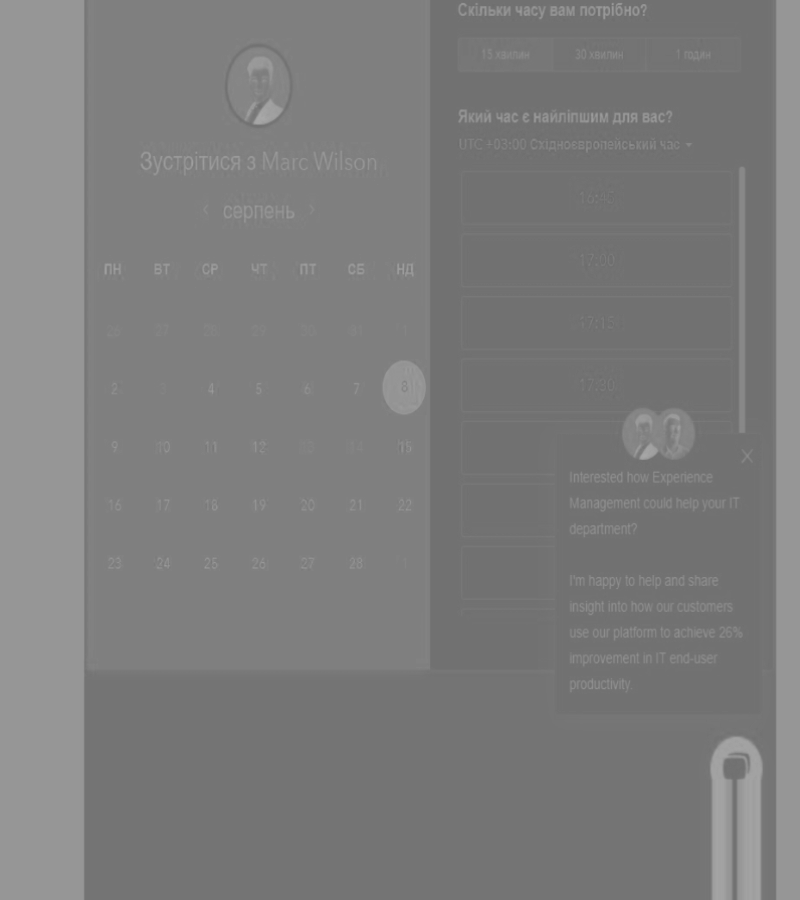 Зустрітися з Marc Wilson
‹ серпень ›
ПН ВТ СР ЧТ ПТ СБ НД
26 27 28 29 30 31 1
2 3 4 5 6 7 8
9 10 11 12 15
16 17 18 19 20 21 22
23 24 25 26 27 28 1
Скільки часу вам потрібно?
15 хвилин 30 хвилин 1 годин
Який час є найліпшим для вас?
UTC +03:00 Східноєвропейський час
16:45
17:00
17:15
17:30
Interested how Experience
Management could help your IT
department?
I'm happy to help and share
insight into how our customers
use our platform to achieve 26%
improvement in IT end-user
productivity.